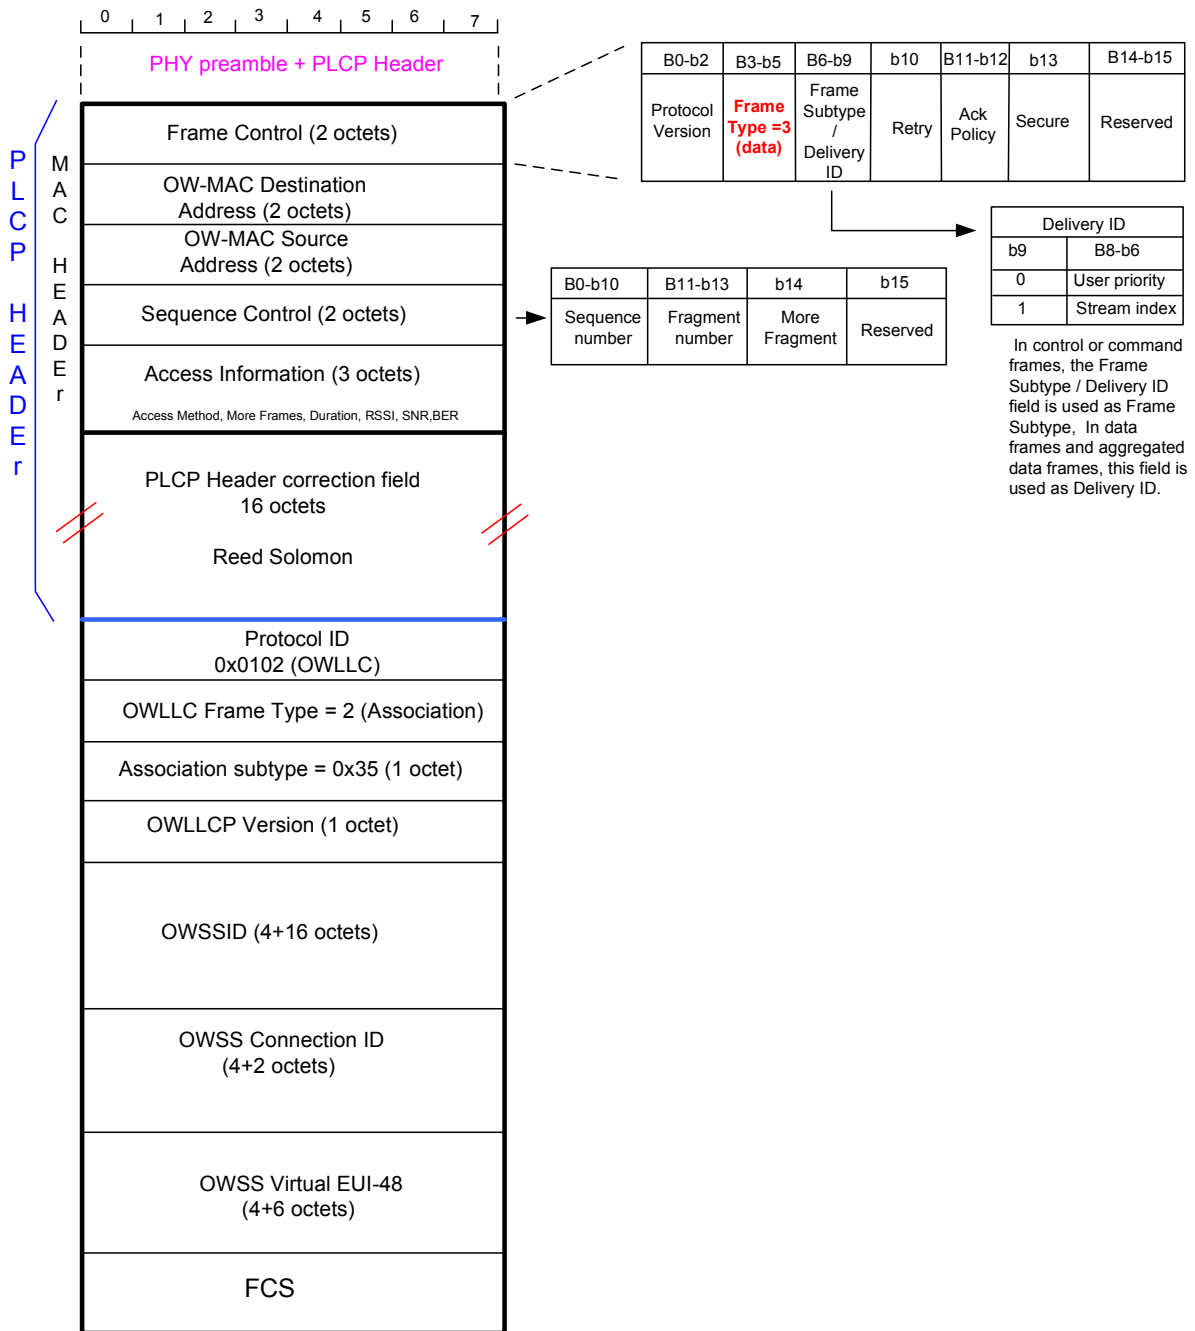 0 1 2 3 4 5 6 7
PHY preamble + PLCP Header
PLCP HEADEr
MAC HEADEr
Frame Control (2 octets)
OW-MAC Destination
Address (2 octets)
OW-MAC Source
Address (2 octets)
Sequence Control (2 octets)
Access Information (3 octets)
Access Method, More Frames, Duration, RSSI, SNR,BER
PLCP Header correction field
16 octets
Reed Solomon
Protocol ID
0x0102 (OWLLC)
OWLLC Frame Type = 2 (Association)
Association subtype = 0x35 (1 octet)
OWLLCP Version (1 octet)
OWSSID (4+16 octets)
OWSS Connection ID
(4+2 octets)
OWSS Virtual EUI-48
(4+6 octets)
FCS
B0-b2 B3-b5 B6-b9 b10 B11-b12 b13 B14-b15
Protocol
Version
Frame
Type =3
(data)
Frame
Subtype
/
Delivery
ID
Retry
Ack
Policy
Secure
Reserved
Delivery ID
b9 B8-b6
0 User priority
1 Stream index
B0-b10 B11-b13 b14 b15
Sequence
number
Fragment
number
More
Fragment
Reserved
In control or command
frames, the Frame
Subtype / Delivery ID
field is used as Frame
Subtype, In data
frames and aggregated
data frames, this field is
used as Delivery ID.